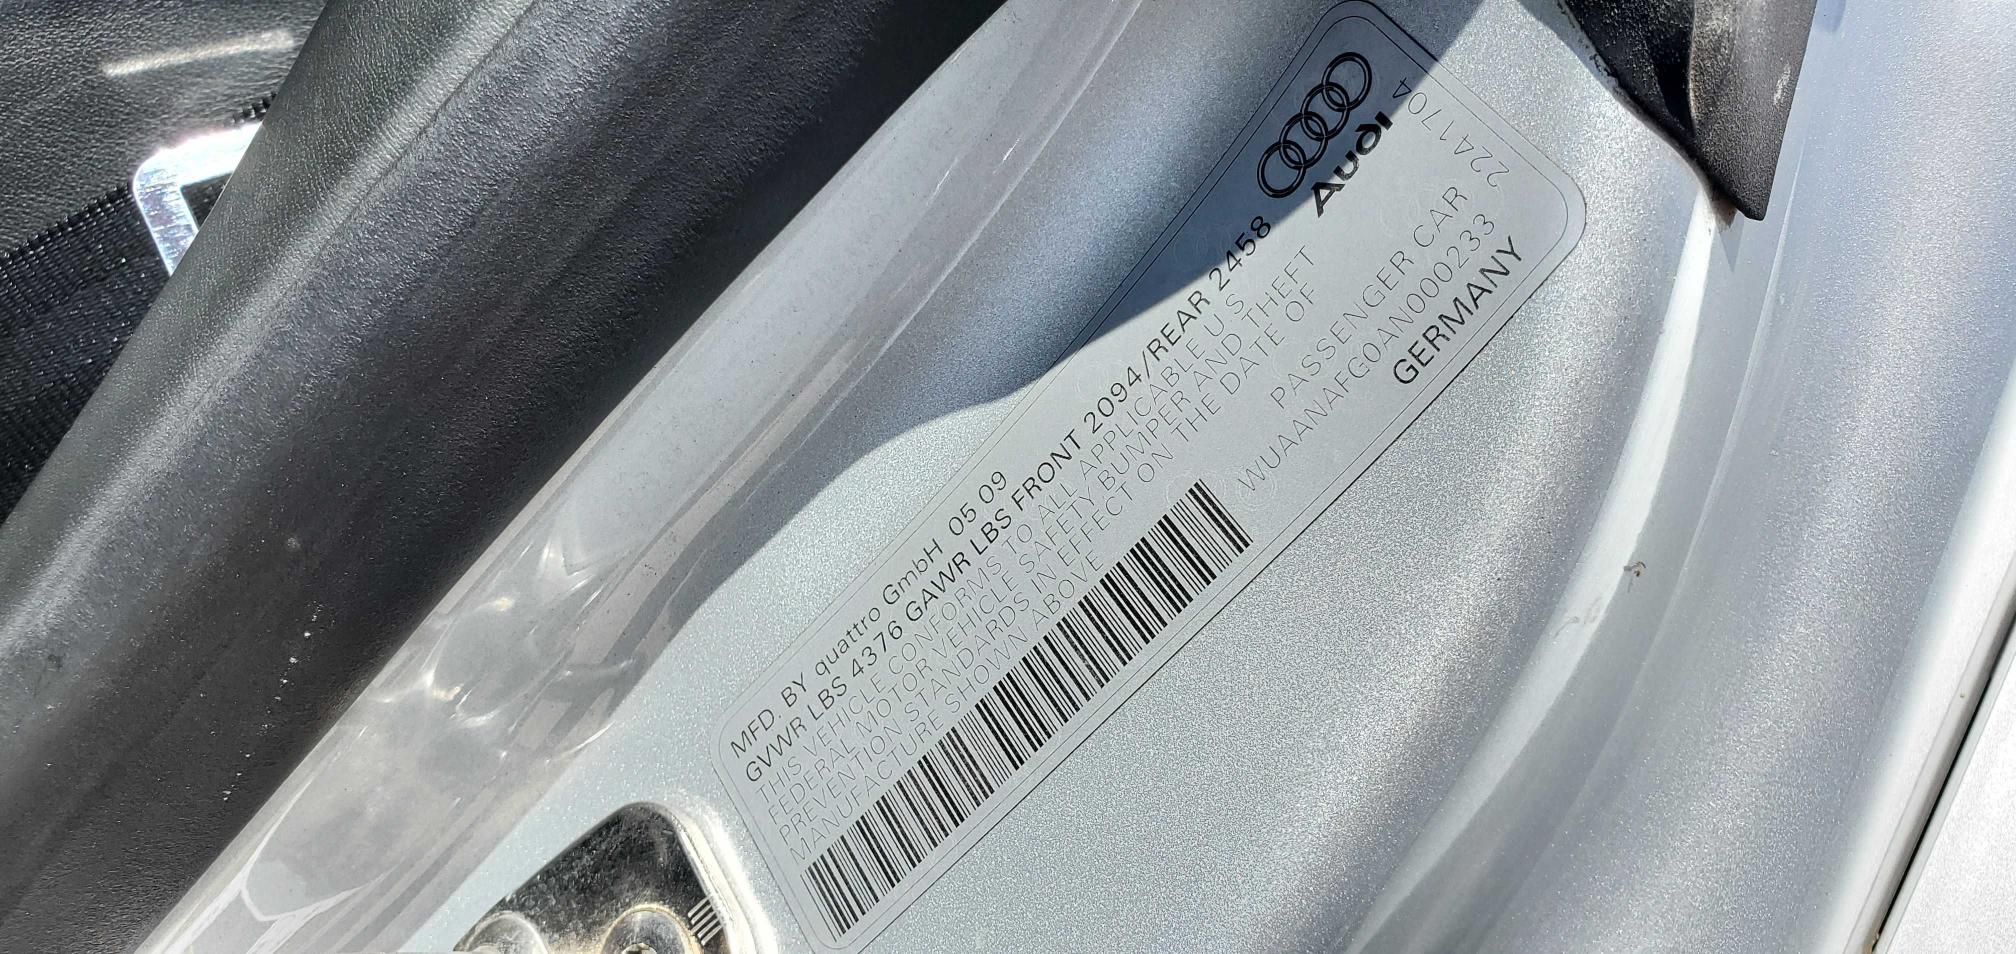 MFD. BY quattro GmbH 05 09
GVWR LBS 4376 GAWR LBS FRONT 2094/REAR 2458
THIS VEHICLE CONFORMS TO ALL APPLICABLE U S
FEDERAL MOTOR VEHICLE SAFETY BUMPER AND THEFT
PREVENTION STANDARDS IN EFFECT ON THE DATE OF
MANUFACTURE SHOWN ABOVE
Audi
224170 4
PASSENGER CAR
WUAANAFG0AN000233
GERMANY